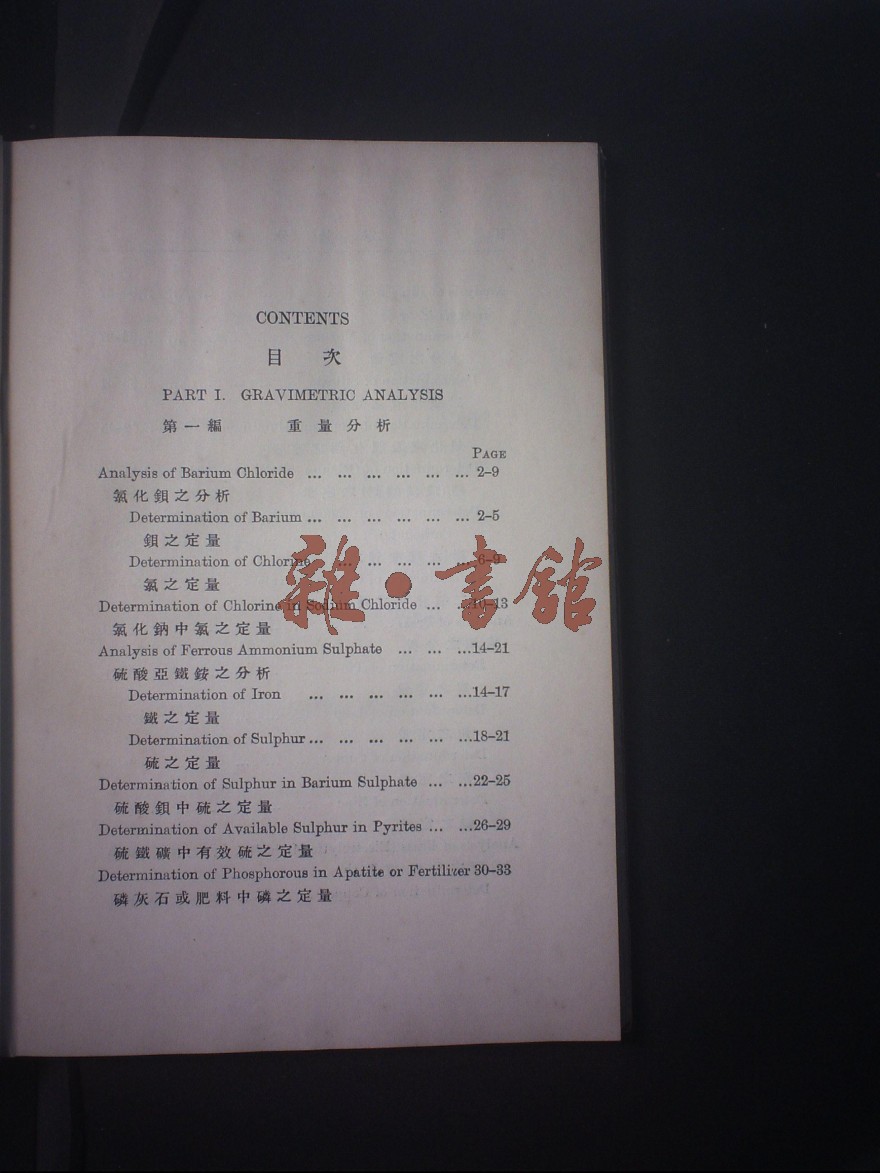 CONTENTS
目 次
PART I. GRAVIMETRIC ANALYSIS
第一編 重量分析
PAGE
Analysis of Barium Chloride ... ... ... ... ... ... 2-9
氯化鋇之分析
Determination of Barium ... ... ... ... ... ... 2-5
鋇之定量
Determination of Chlorine ... ... ... ... 6-9
氯之定量
Determination of Chlorine in Sodium Chloride ... ...10-13
氯化鈉中氯之定量
Analysis of Ferrous Ammonium Sulphate ... ... ...14-21
硫酸亞鐵銨之分析
Determination of Iron ... ... ... ... ... ...14-17
鐵之定量
Determination of Sulphur ... ... ... ... ... ...18-21
硫之定量
Determination of Sulphur in Barium Sulphate ... ...22-25
硫酸鋇中硫之定量
Determination of Available Sulphur in Pyrites ... ...26-29
硫鐵礦中有效硫之定量
Determination of Phosphorous in Apatite or Fertilizer 30-33
磷灰石或肥料中磷之定量
雜·書館